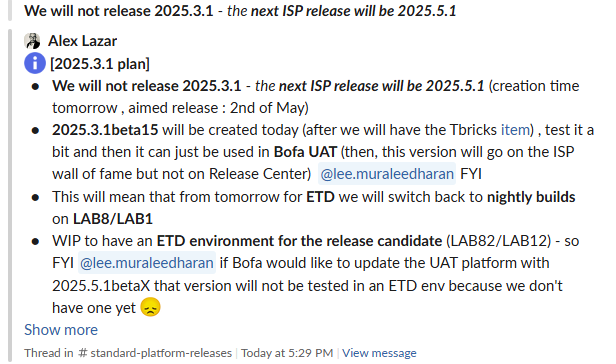 We will not release 2025.3.1 - the next ISP release will be 2025.5.1
Alex Lazar
[2025.3.1 plan]
● We will not release 2025.3.1 - the next ISP release will be 2025.5.1 (creation time
tomorrow , aimed release : 2nd of May)
● 2025.3.1beta15 will be created today (after we will have the Tbricks item) , test it a
bit and then it can just be used in Bofa UAT (then, this version will go on the ISP
wall of fame but not on Release Center) @lee.muraleedharan FYI
● This will mean that from tomorrow for ETD we will switch back to nightly builds
on LAB8/LAB1
● WIP to have an ETD environment for the release candidate (LAB82/LAB12) - so
FYI @lee.muraleedharan if Bofa would like to update the UAT platform with
2025.5.1betaX that version will not be tested in an ETD env because we don't
have one yet 😞
Show more
Thread in # standard-platform-releases | Today at 5:29 PM | View message